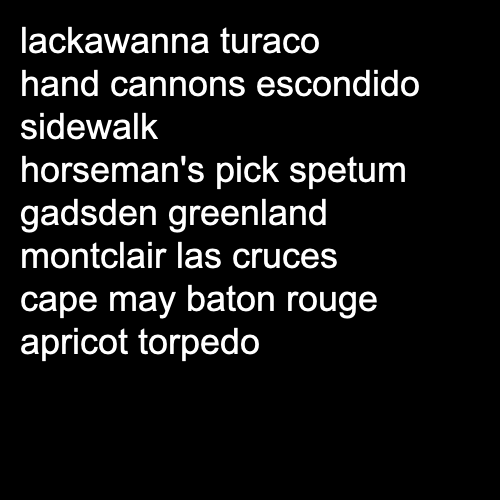 lackawanna turaco
hand cannons escondido
sidewalk
horseman's pick spetum
gadsden greenland
montclair las cruces
cape may baton rouge
apricot torpedo